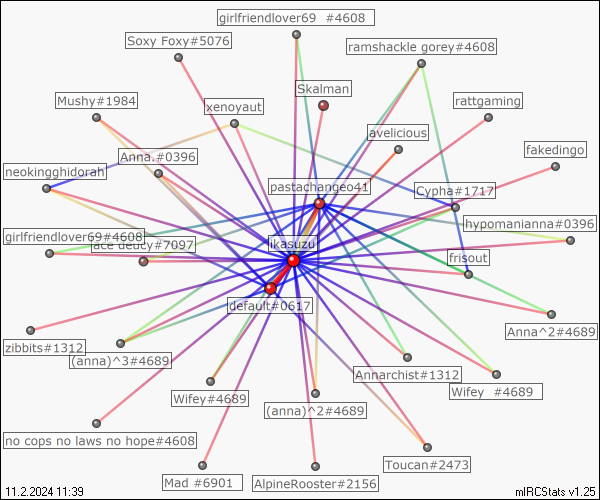 girlfriendlover69 #4608
Soxy Foxy#5076
ramshackle gorey#4608
Skalman
Mushy#1984
xenoyaut
rattgaming
avelicious
Anna.#0396
fakedingo
neokingghidorah
pastachangeo41
Cypha#1717
hypomanianna#0396
girlfriendlover69#4608
ace deucy#7097
ikasuzu
frisout
default#0617
Anna^2#4689
zibbits#1312
(anna)^3#4689
Annarchist#1312
Wifey#4689
Wifey #4689
(anna)^2#4689
no cops no laws no hope#4608
Toucan#2473
Mad #6901
AlpineRooster#2156
11.2.2024 11:39
mIRCStats v1.25